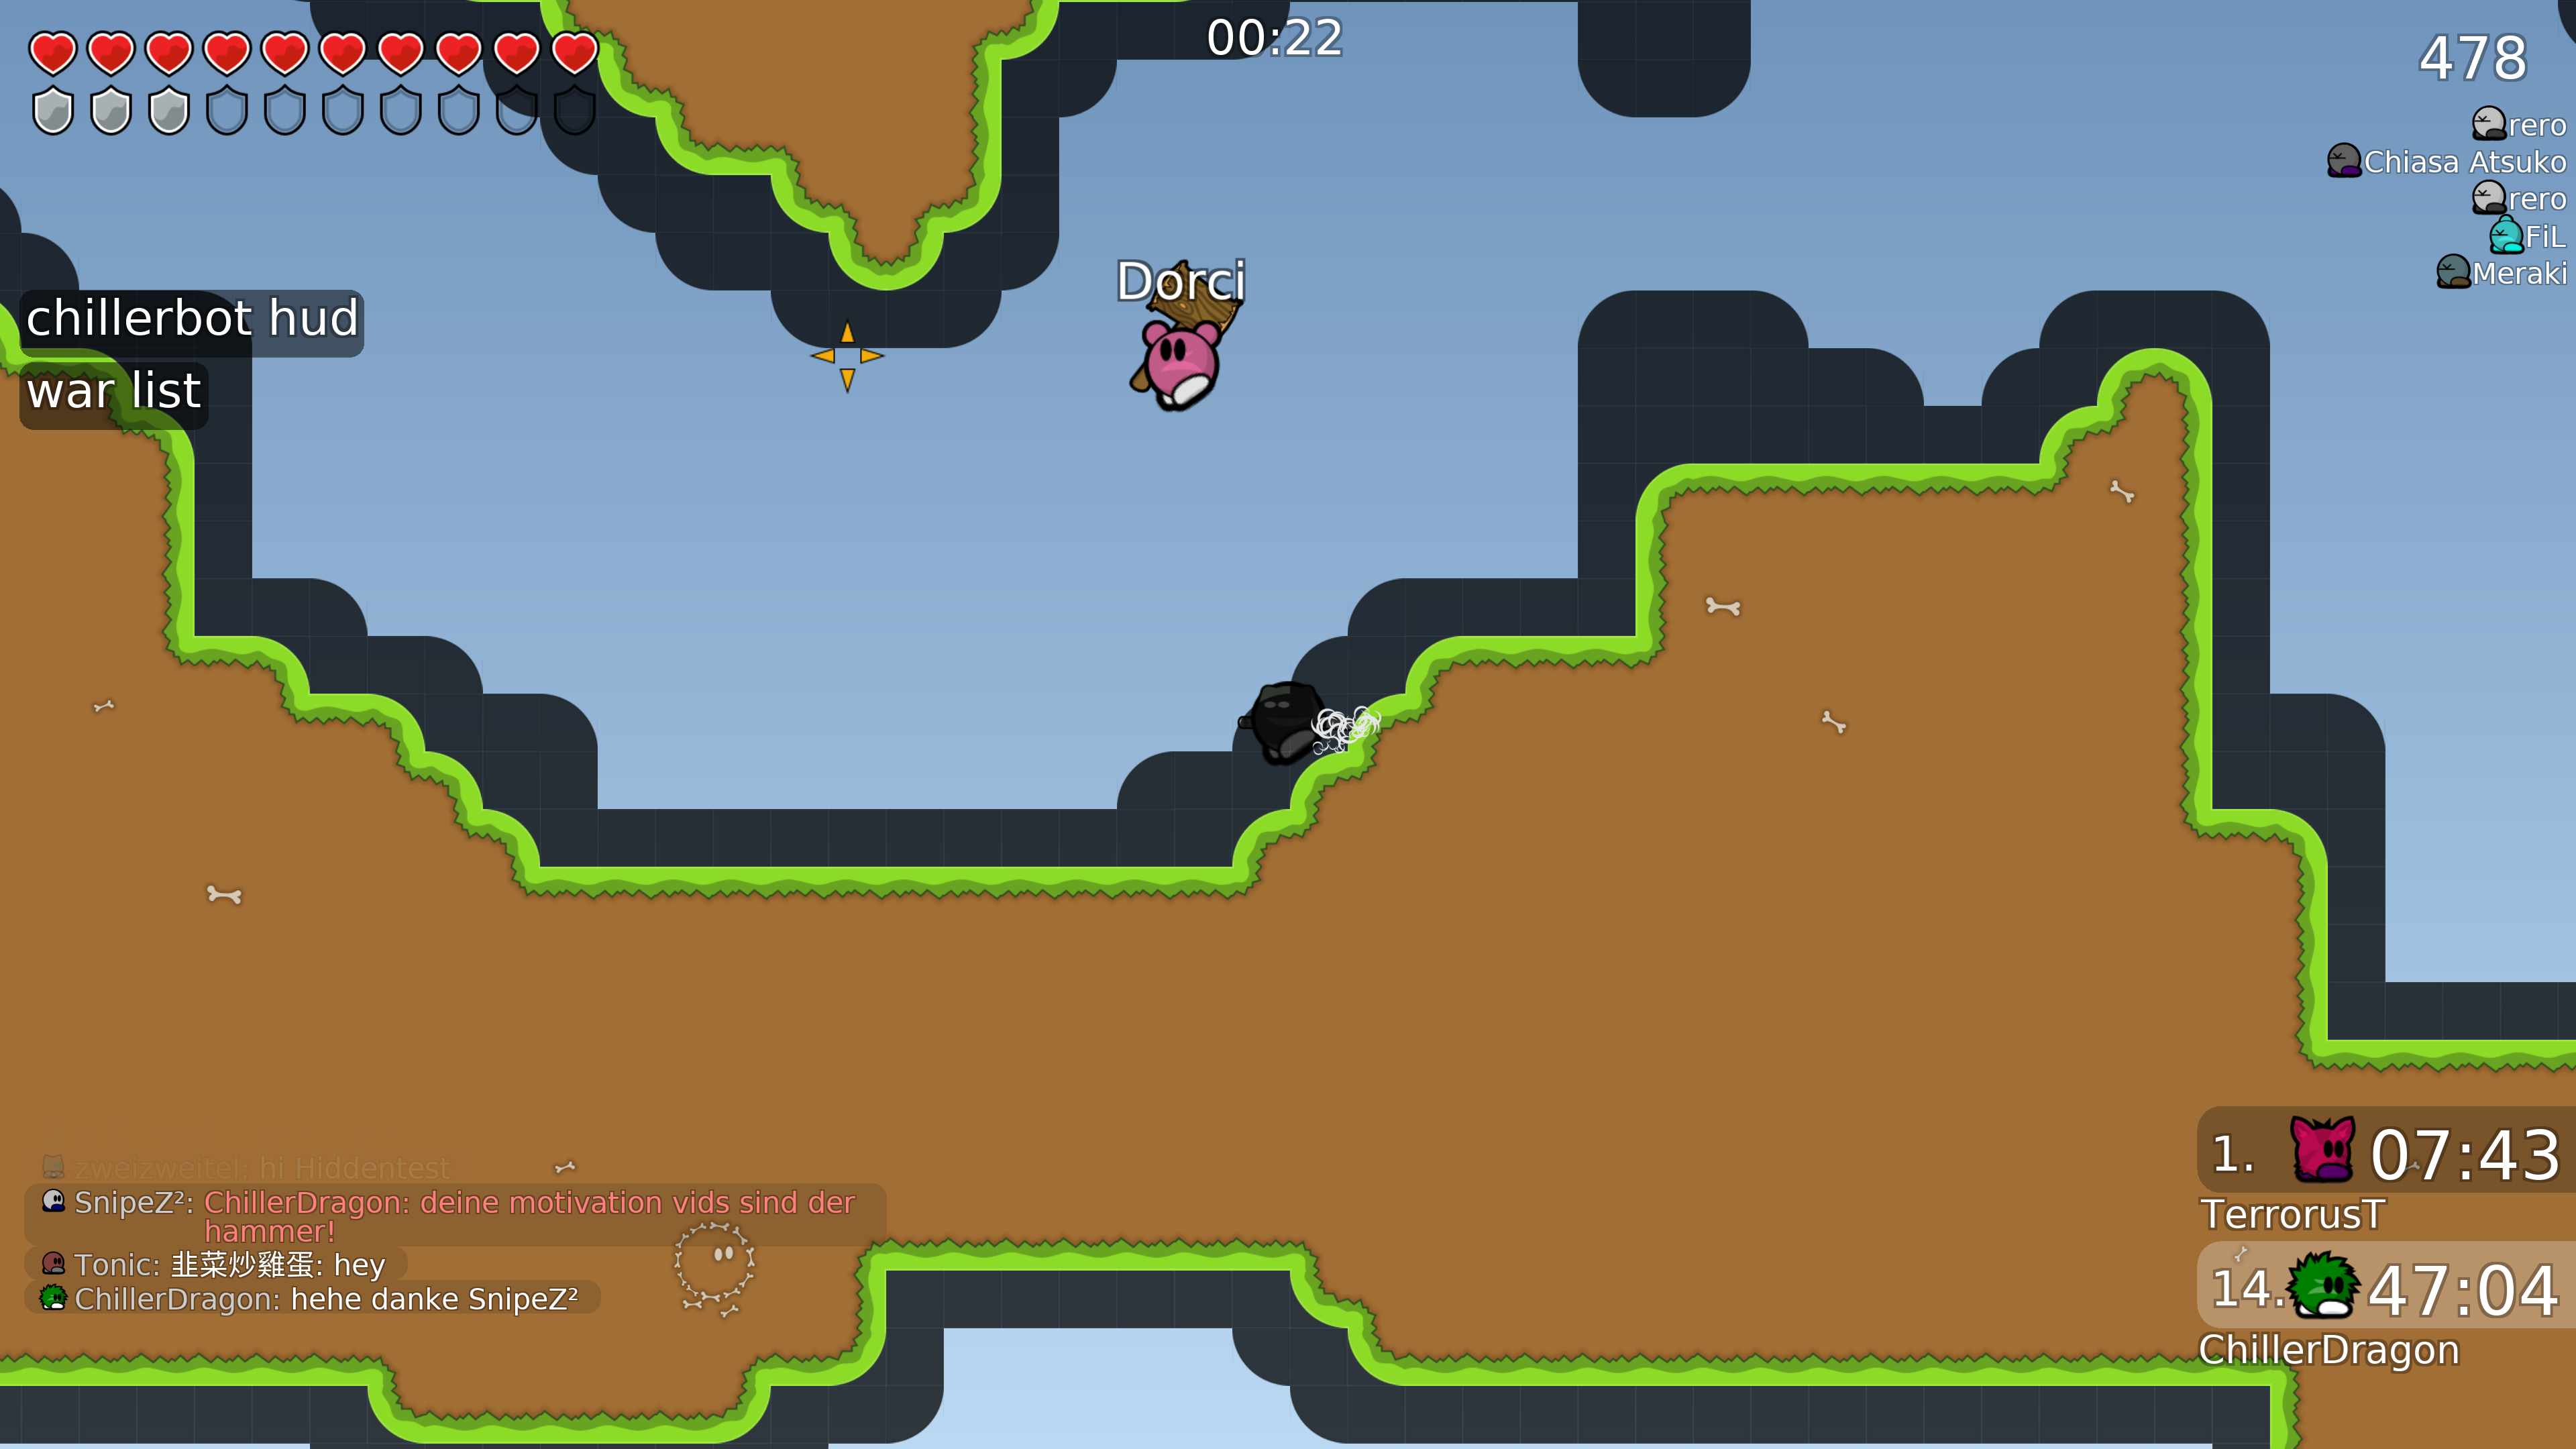 00:22
478
rero
Chiasa Atsuko
rero
FiL
Meraki
Dorci
chillerbot hud
war list
zweizweitel: hi Hiddentest
SnipeZ²: ChillerDragon: deine motivation vids sind der
hammer!
Tonic: 韭菜炒雞蛋: hey
ChillerDragon: hehe danke SnipeZ²
1. 07:43
TerrorusT
14. 47:04
ChillerDragon